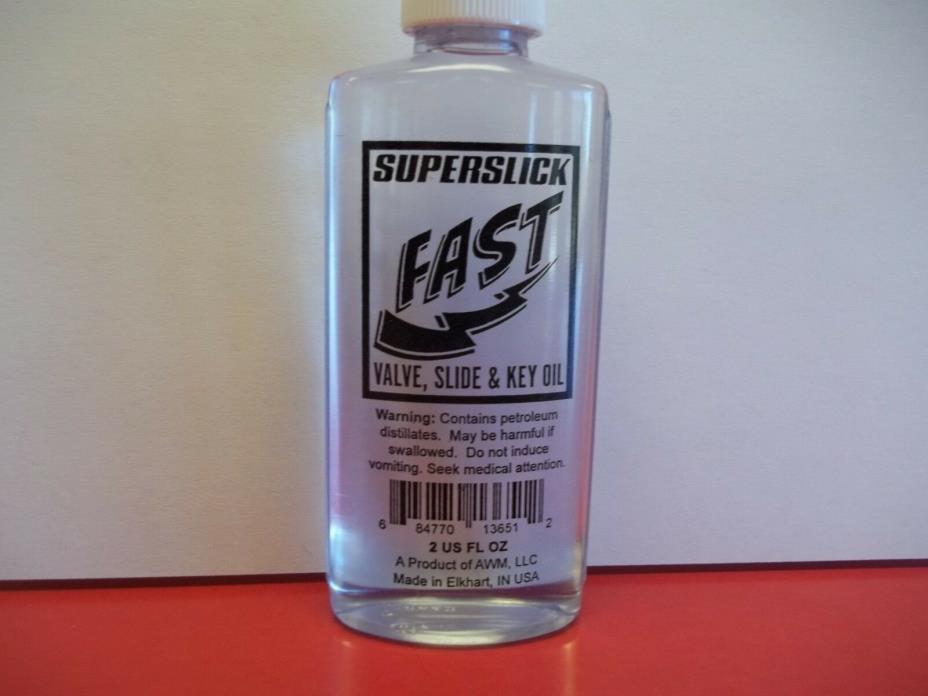 SUPERSLICK
FAST
VALVE, SLIDE & KEY OIL
Warning: Contains petroleum
distillates. May be harmful if
swallowed. Do not induce
vomiting. Seek medical attention.
6 84770 13651 2
2 US FL OZ
A Product of AWM, LLC
Made in Elkhart, IN USA